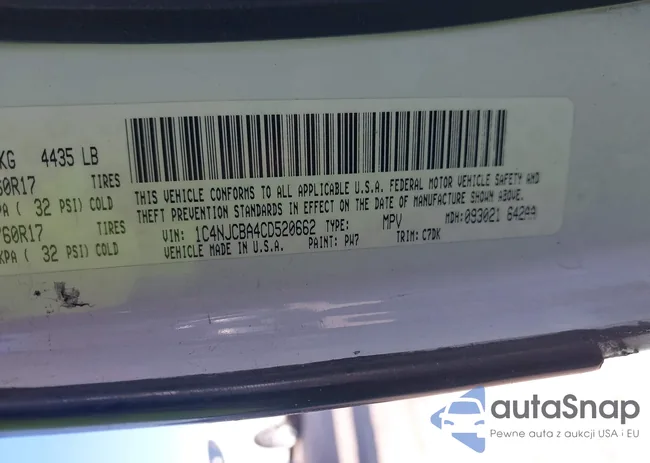 KG 4435 LB
60R17 TIRES
PA ( 32 PSI) COLD
/60R17 TIRES
KPA ( 32 PSI) COLD
THIS VEHICLE CONFORMS TO ALL APPLICABLE U.S.A. FEDERAL MOTOR VEHICLE SAFETY AND
THEFT PREVENTION STANDARDS IN EFFECT ON THE DATE OF MANUFACTURE SHOWN ABOVE.
VIN: 1C4NJCBA4CD520662 TYPE: MPV MDH: 093021 642AA
VEHICLE MADE IN U.S.A. PAINT: PW7 TRIM: C7DK
autaSnap
Pewne auta z aukcji USA i EU